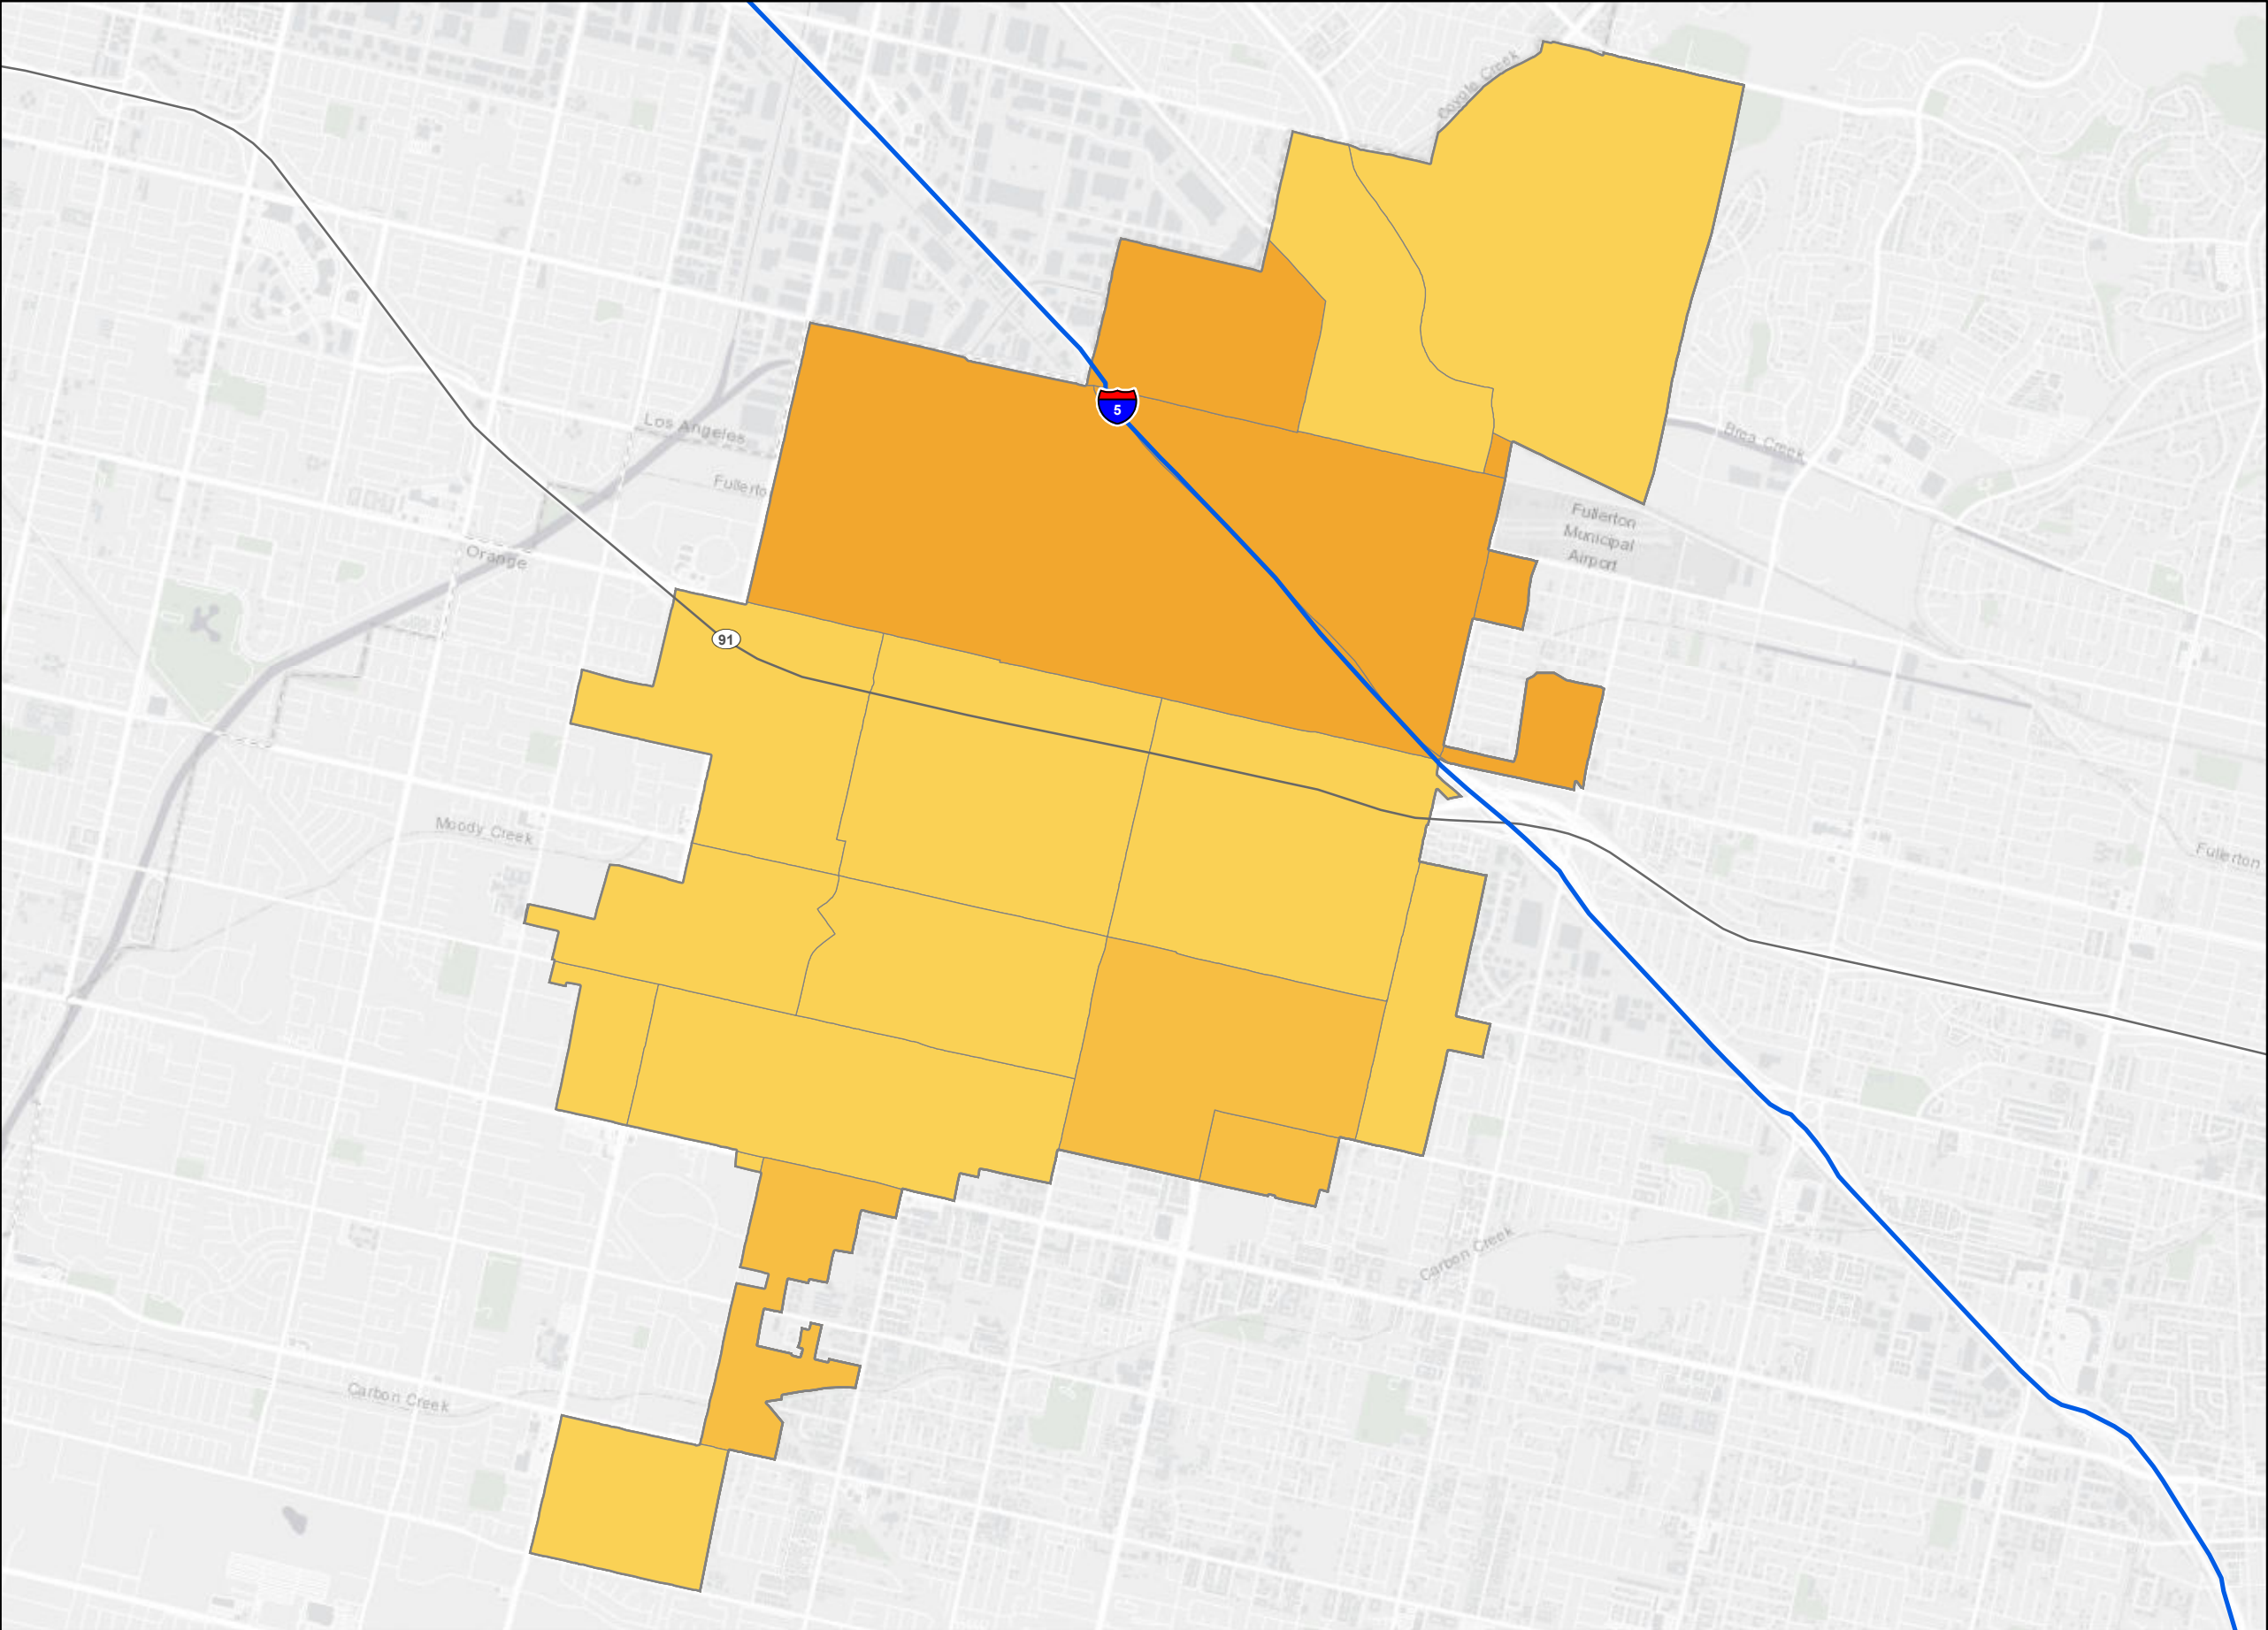 Coyote Creek
5
Los Angeles
Brea Creek
Fullerto
Fullerton
Municipal
Airport
Orange
91
Moody Creek
Fullerton
Carbon Creek
Carbon Creek